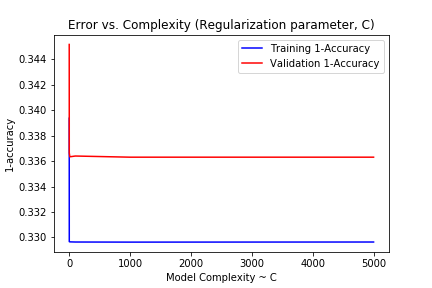 Error vs. Complexity (Regularization parameter, C)
Training 1-Accuracy
Validation 1-Accuracy
1-accuracy
0.344
0.342
0.340
0.338
0.336
0.334
0.332
0.330
0 1000 2000 3000 4000 5000
Model Complexity ~ C